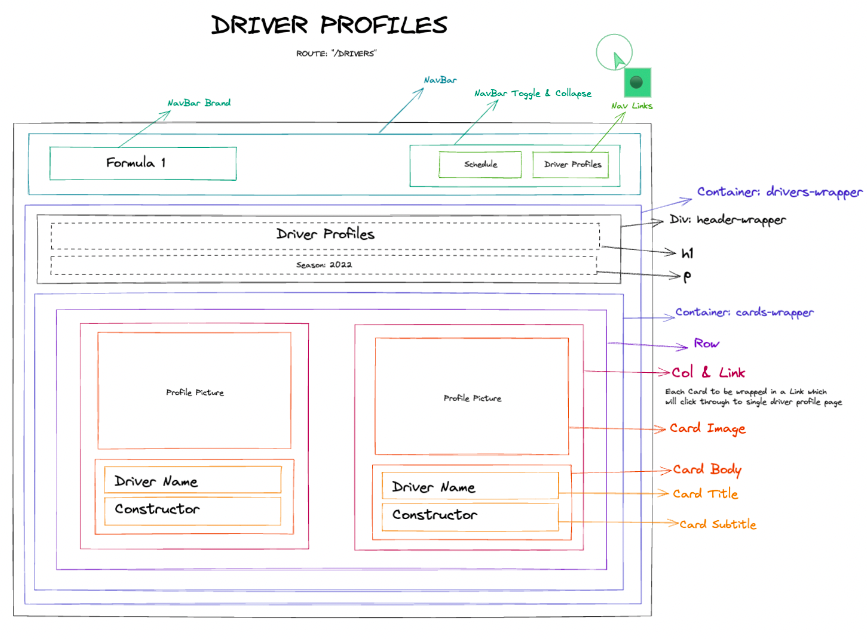 DRIVER PROFILES
ROUTE: "/DRIVERS"
NavBar
NavBar Brand
NavBar Toggle & Collapse
Nav Links
Formula 1
Schedule
Driver Profiles
Container: drivers-wrapper
Div: header-wrapper
Driver Profiles
h1
Season: 2022
p
Container: cards-wrapper
Row
Col & Link
Each Card to be wrapped in a Link which
will click through to single driver profile page
Profile Picture
Profile Picture
Card Image
Card Body
Driver Name
Driver Name
Card Title
Constructor
Constructor
Card Subtitle